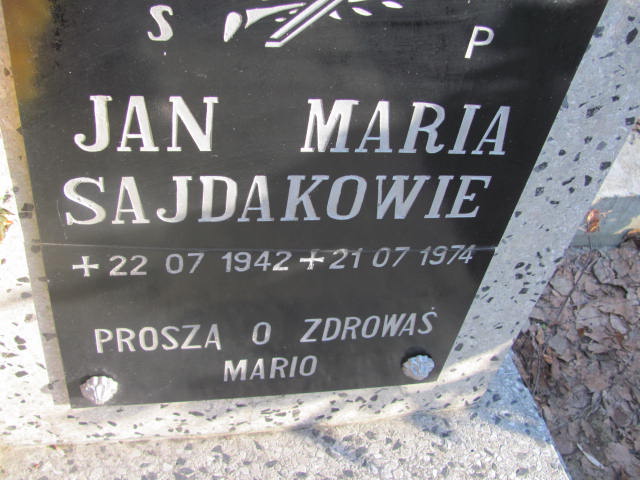 S P
JAN MARIA
SAJDAKOWIE
+ 22 07 1942 + 21 07 1974
PROSZA O ZDROWAŚ
MARIO